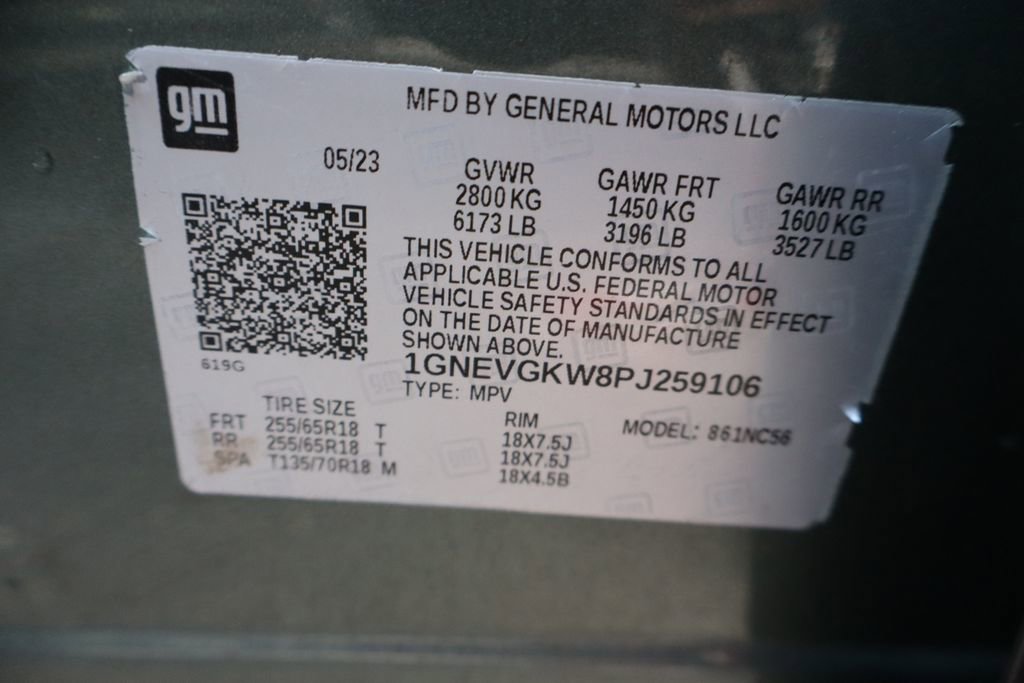 gm
MFD BY GENERAL MOTORS LLC
05/23
GVWR
2800 KG
6173 LB
GAWR FRT
1450 KG
3196 LB
GAWR RR
1600 KG
3527 LB
THIS VEHICLE CONFORMS TO ALL
APPLICABLE U.S. FEDERAL MOTOR
VEHICLE SAFETY STANDARDS IN EFFECT
ON THE DATE OF MANUFACTURE
SHOWN ABOVE.
619G
1GNEVGKW8PJ259106
TYPE: MPV
TIRE SIZE
RIM
MODEL: 861NC56
FRT 255/65R18 T 18X7.5J
RR 255/65R18 T 18X7.5J
SPA T135/70R18 M 18X4.5B